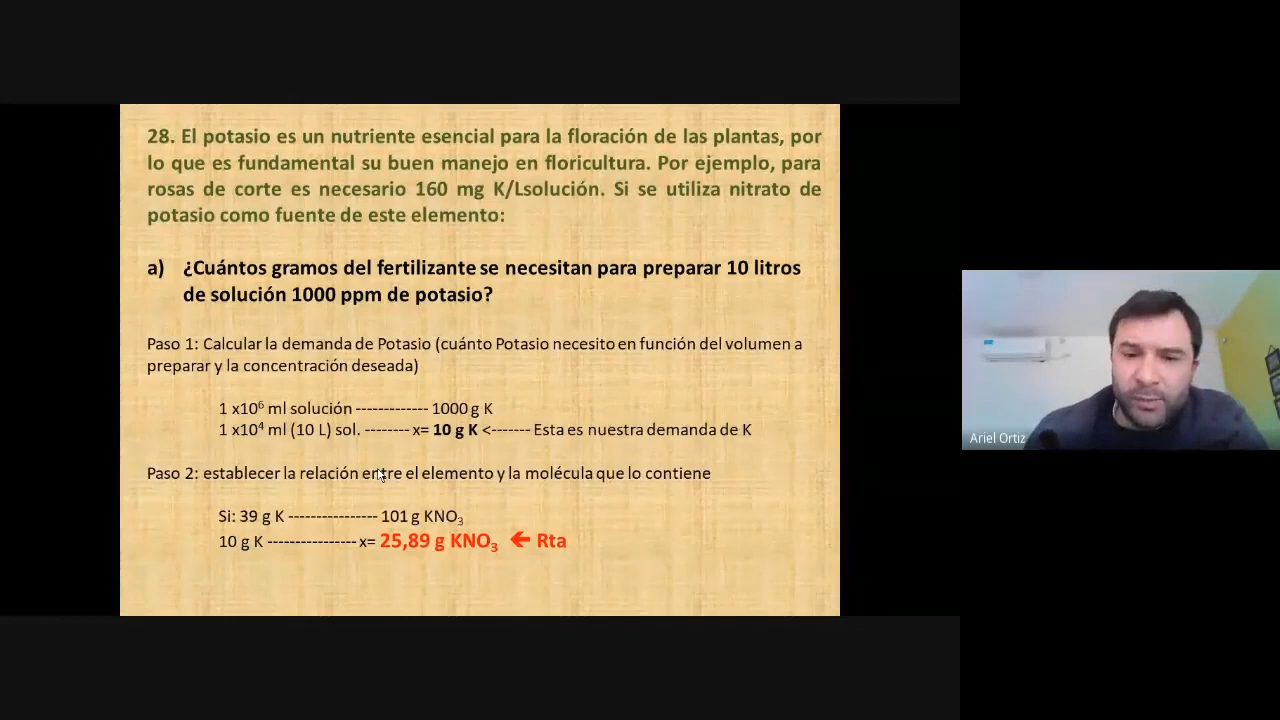 28. El potasio es un nutriente esencial para la floración de las plantas, por
lo que es fundamental su buen manejo en floricultura. Por ejemplo, para
rosas de corte es necesario 160 mg K/Lsolución. Si se utiliza nitrato de
potasio como fuente de este elemento:
a) ¿Cuántos gramos del fertilizante se necesitan para preparar 10 litros
de solución 1000 ppm de potasio?
Paso 1: Calcular la demanda de Potasio (cuánto Potasio necesito en función del volumen a
preparar y la concentración deseada)
1 x10⁶ ml solución ------------- 1000 g K
1 x10⁴ ml (10 L) sol. -------- x= 10 g K <------- Esta es nuestra demanda de K
Paso 2: establecer la relación entre el elemento y la molécula que lo contiene
Si: 39 g K ---------------- 101 g KNO₃
10 g K ---------------- x= 25,89 g KNO₃ ← Rta
Ariel Ortiz